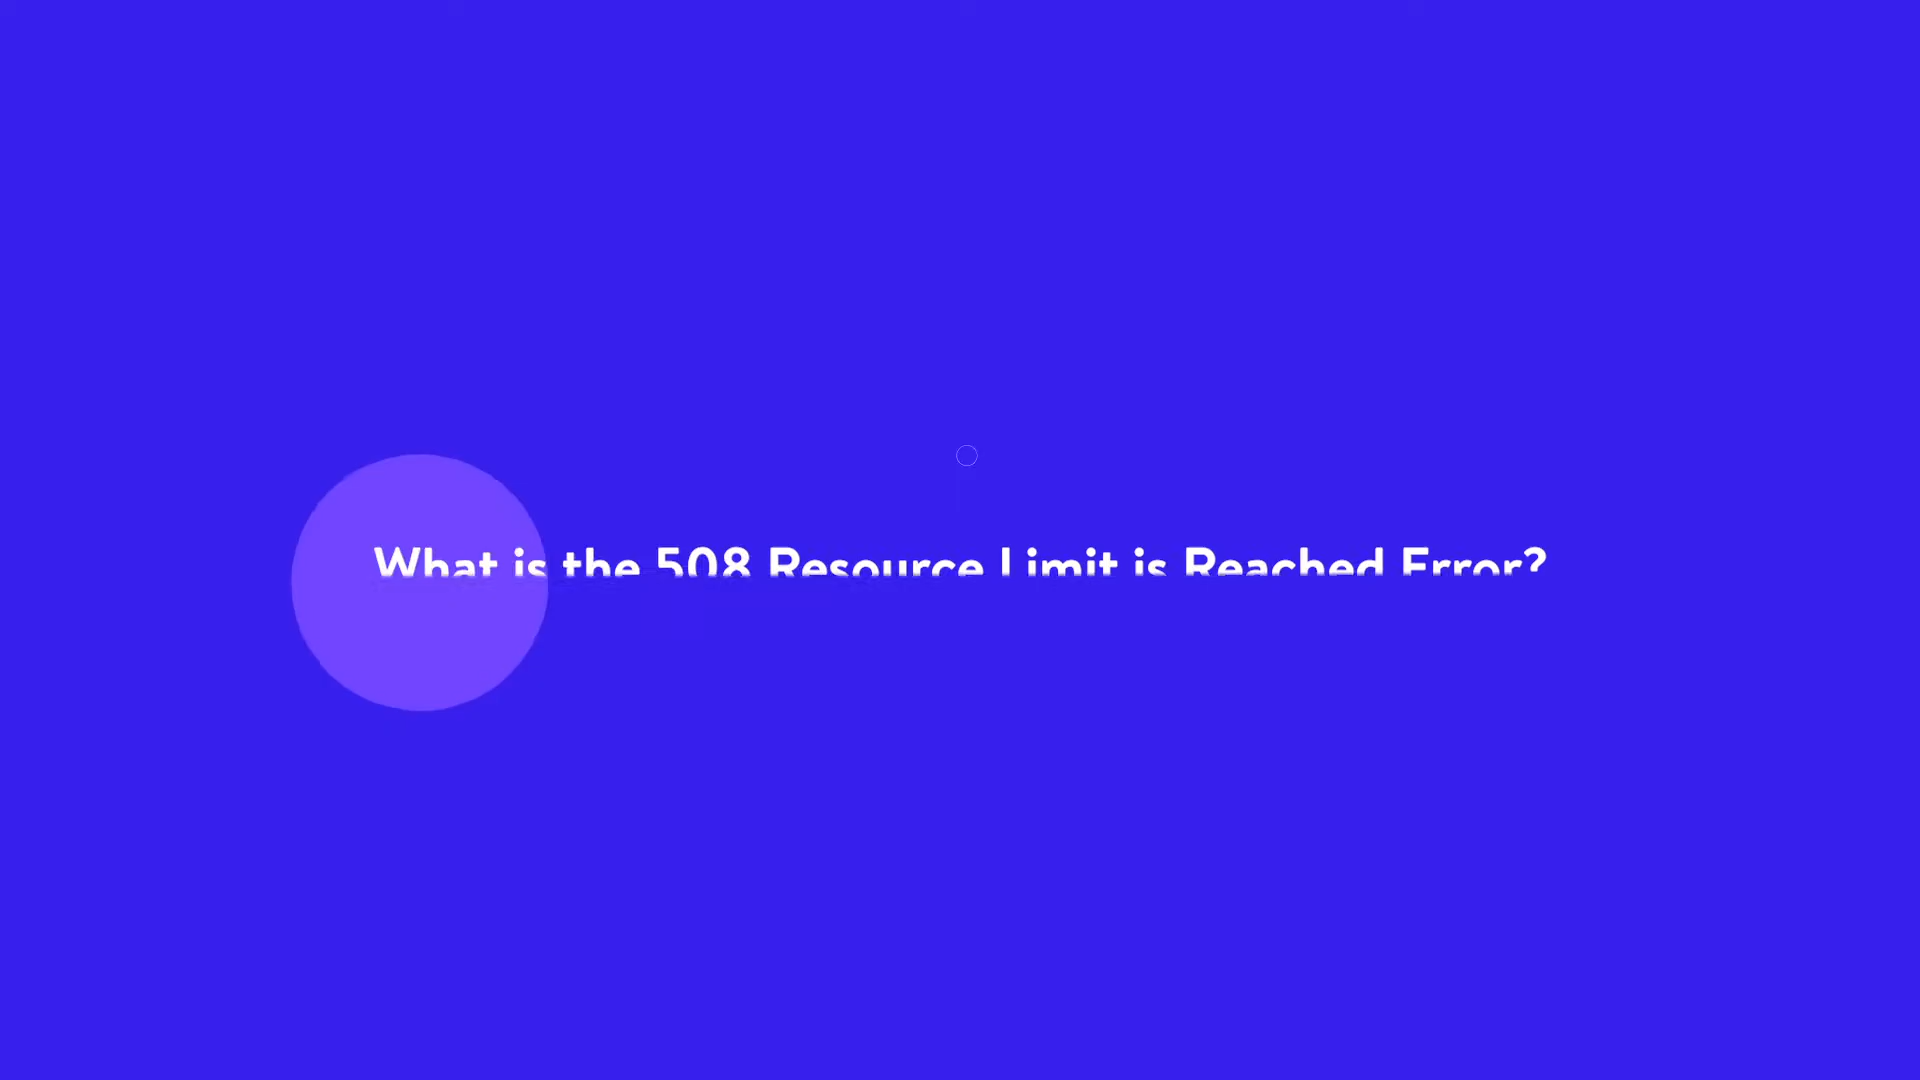 What is the 508 Resource Limit is Reached Error?